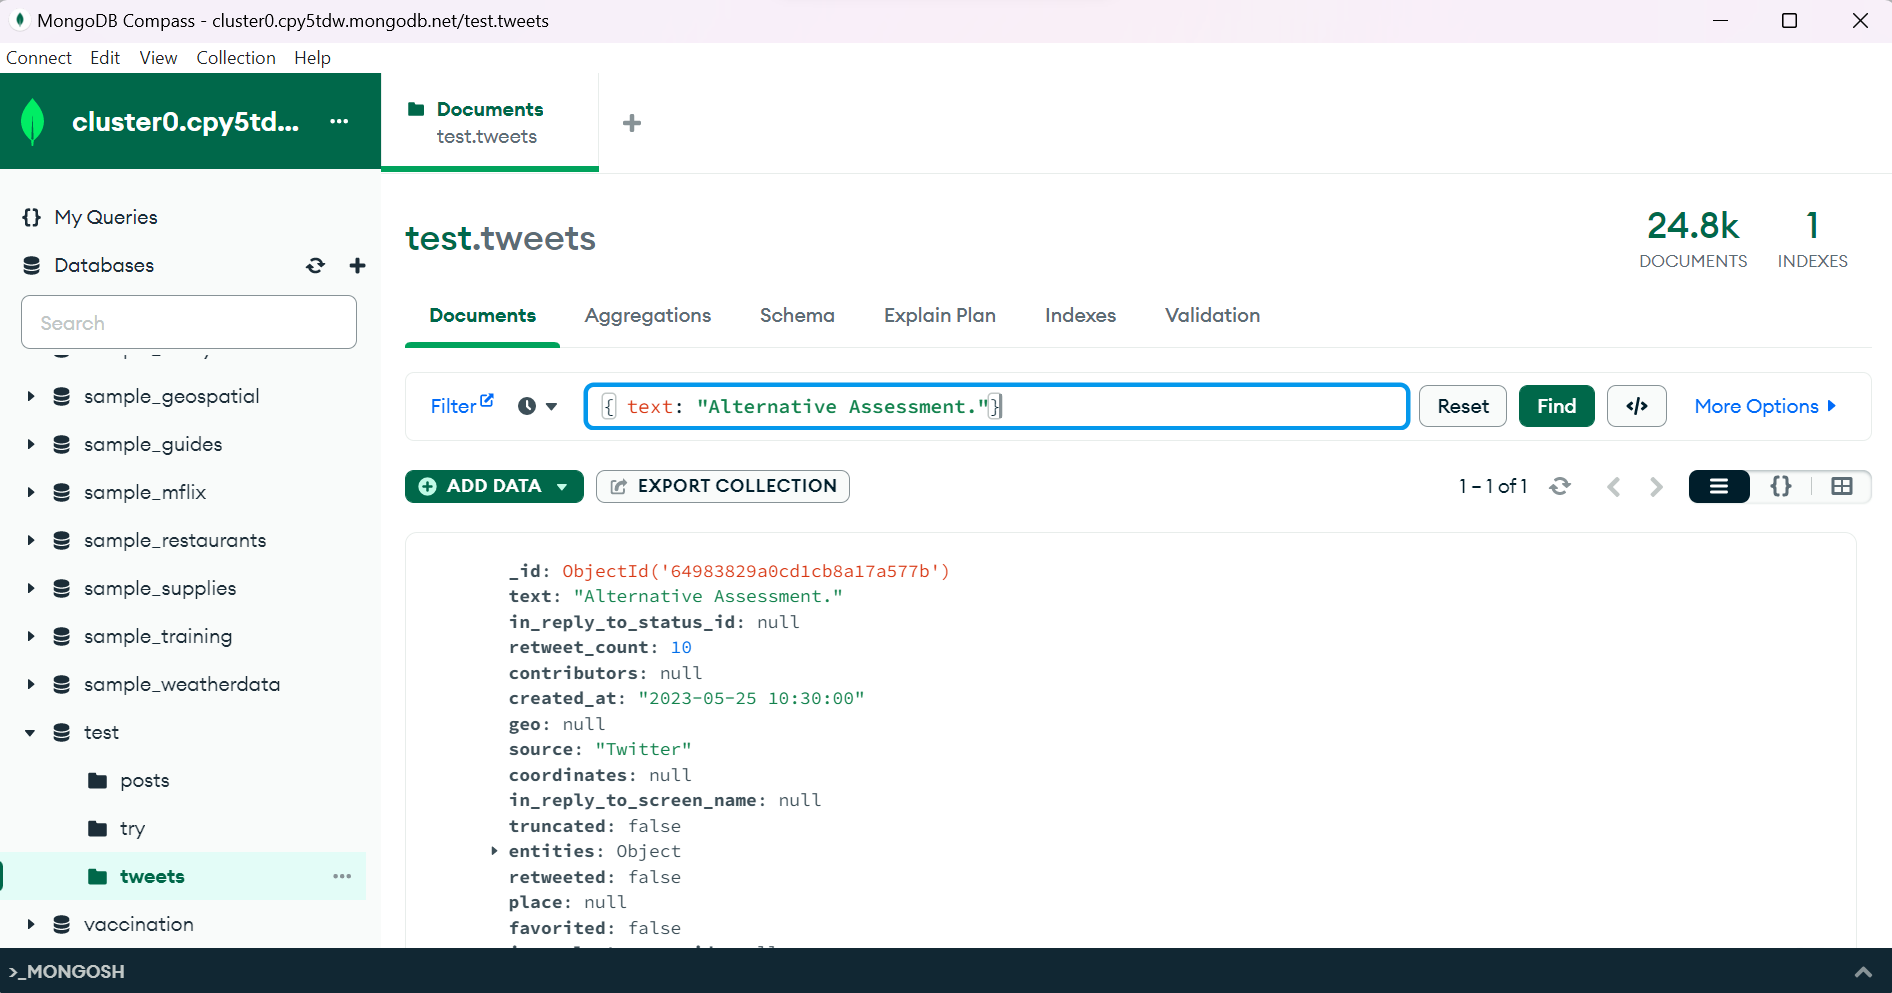 MongoDB Compass - cluster0.cpy5tdw.mongodb.net/test.tweets
Connect Edit View Collection Help
cluster0.cpy5td... ...
Documents
test.tweets
{} My Queries
Databases
Search
sample_geospatial
sample_guides
sample_mflix
sample_restaurants
sample_supplies
sample_training
sample_weatherdata
test
posts
try
tweets ...
vaccination
test.tweets
24.8k
DOCUMENTS
1
INDEXES
Documents Aggregations Schema Explain Plan Indexes Validation
Filter { text: "Alternative Assessment."} Reset Find </> More Options
ADD DATA EXPORT COLLECTION 1 – 1 of 1 {}
_id: ObjectId('64983829a0cd1cb8a17a577b')
text: "Alternative Assessment."
in_reply_to_status_id: null
retweet_count: 10
contributors: null
created_at: "2023-05-25 10:30:00"
geo: null
source: "Twitter"
coordinates: null
in_reply_to_screen_name: null
truncated: false
entities: Object
retweeted: false
place: null
favorited: false
>_MONGOSH